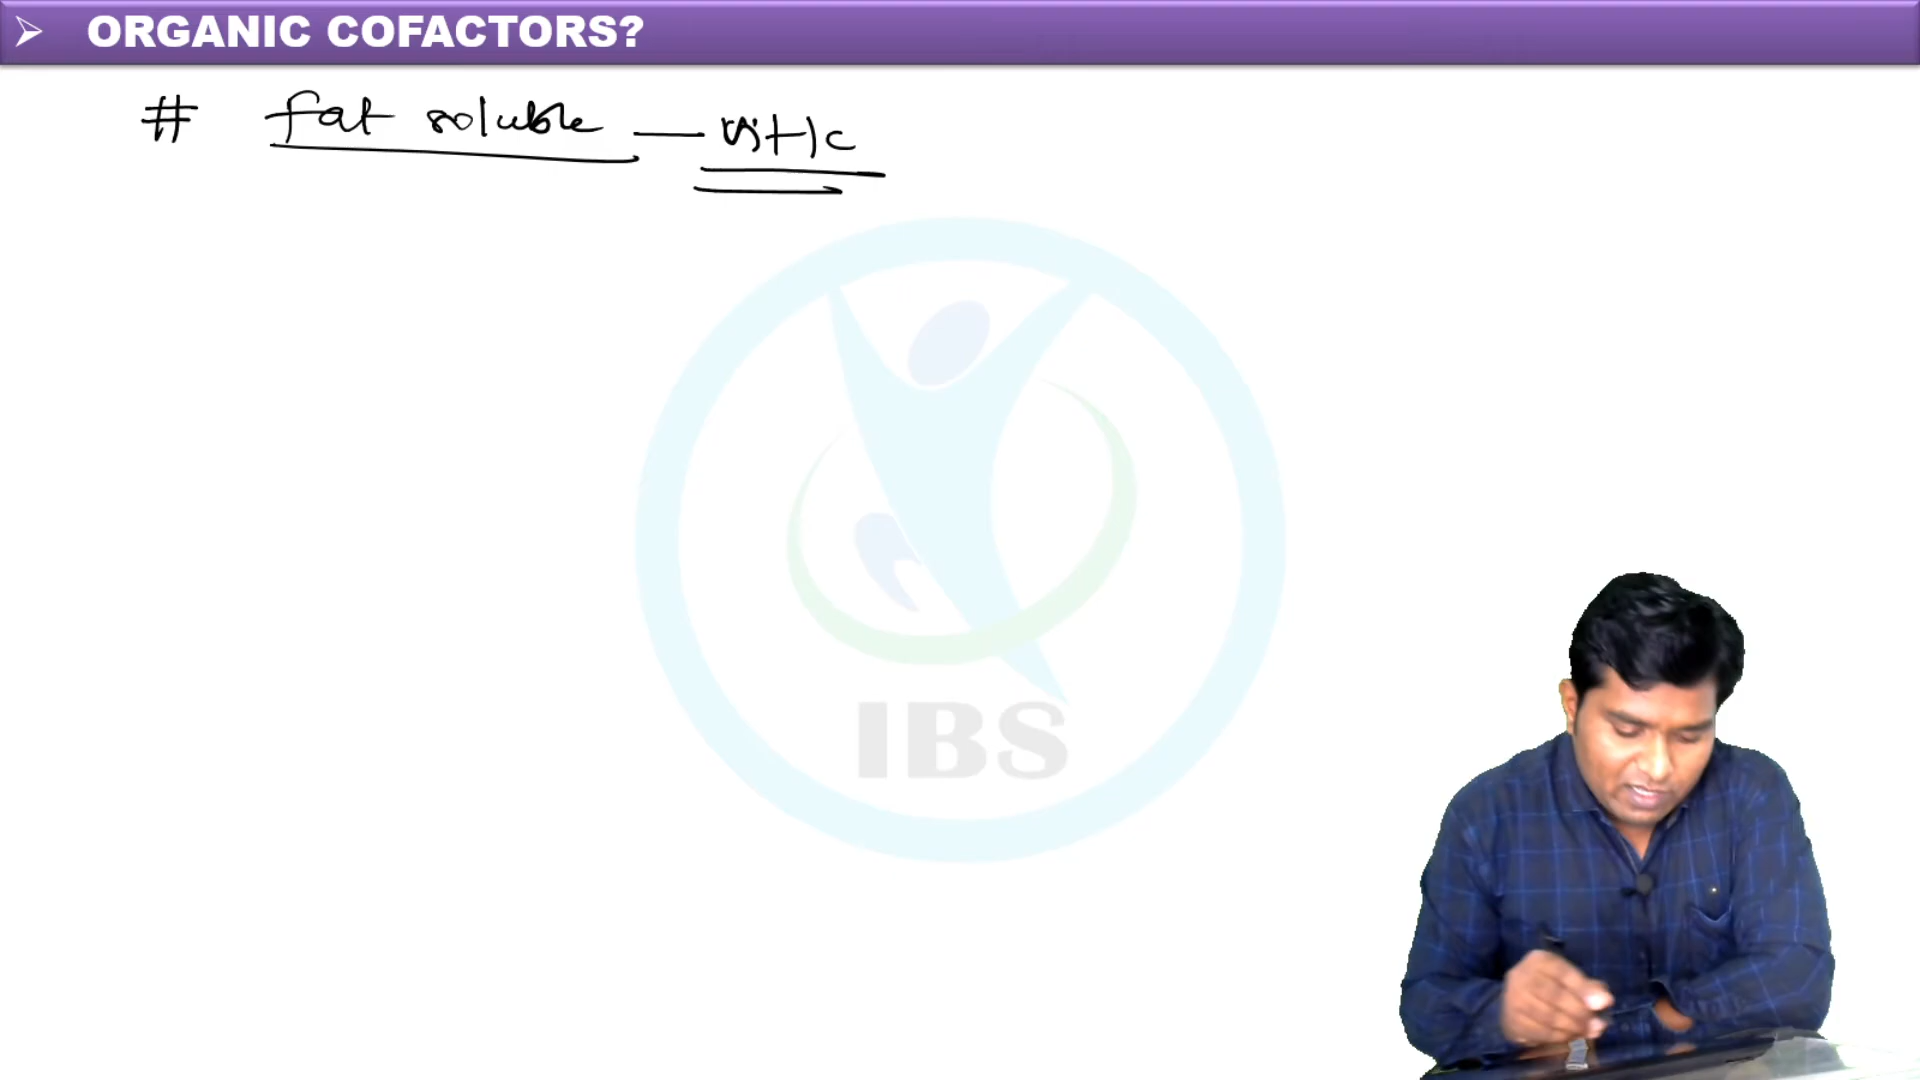 ➢ ORGANIC COFACTORS?
# fat soluble — vit K
IBS